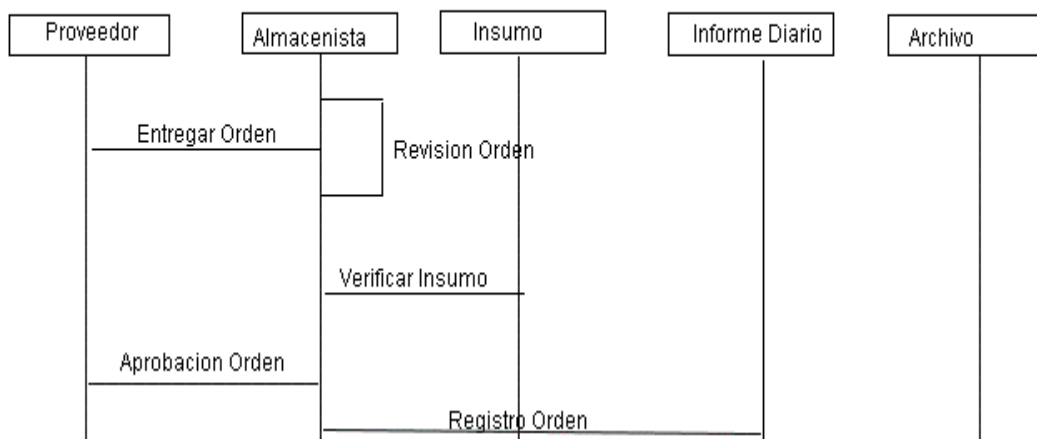 Proveedor
Almacenista
Insumo
Informe Diario
Archivo
Entregar Orden
Revision Orden
Verificar Insumo
Aprobacion Orden
Registro Orden